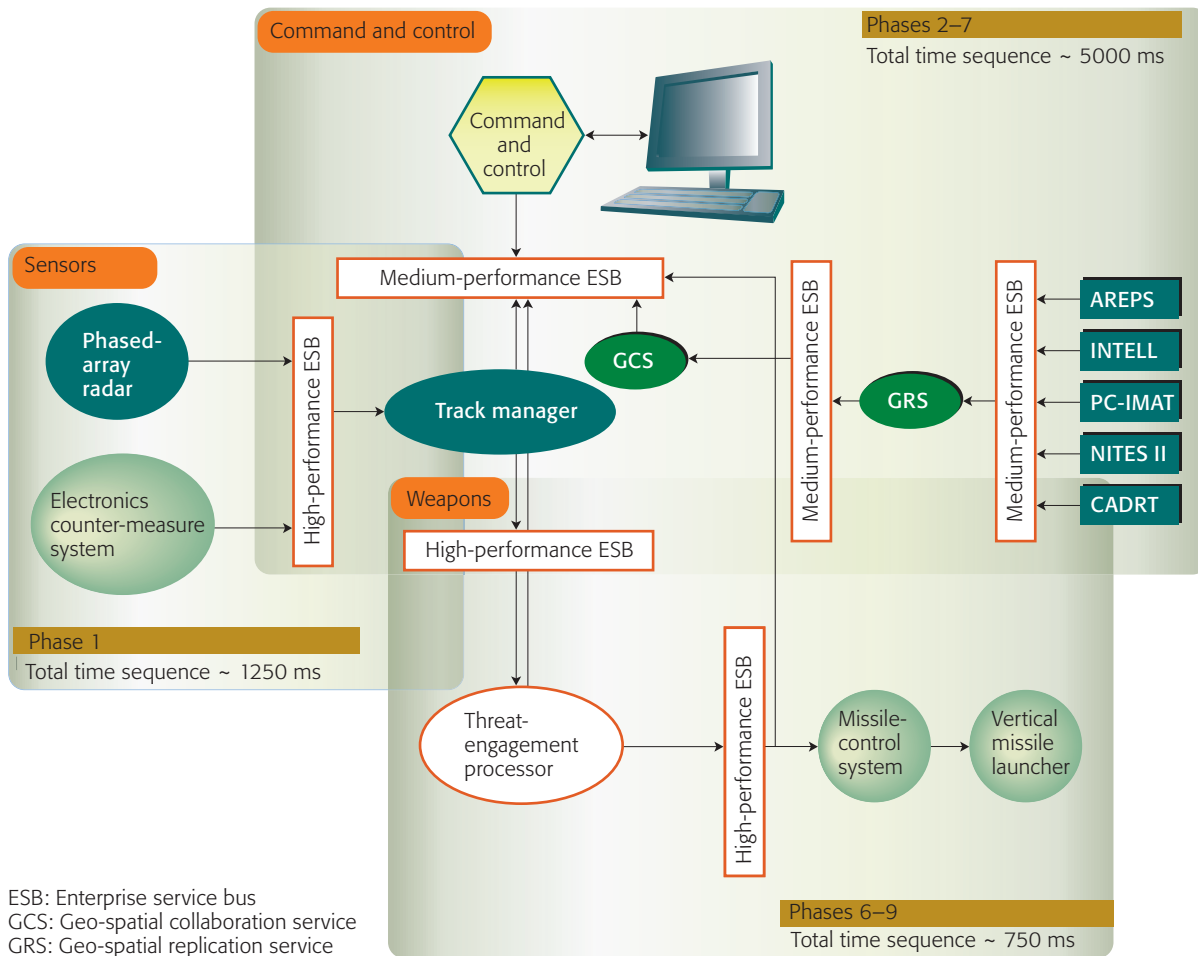 Command and control
Phases 2–7
Total time sequence ~ 5000 ms
Command
and
control
Sensors
Medium-performance ESB
Phased-
array
radar
High-performance ESB
Track manager
GCS
Medium-performance ESB
GRS
Medium-performance ESB
AREPS
INTELL
PC-IMAT
NITES II
CADRT
Electronics
counter-measure
system
Weapons
High-performance ESB
Phase 1
Total time sequence ~ 1250 ms
Threat-
engagement
processor
High-performance ESB
Missile-
control
system
Vertical
missile
launcher
ESB: Enterprise service bus
GCS: Geo-spatial collaboration service
GRS: Geo-spatial replication service
Phases 6–9
Total time sequence ~ 750 ms